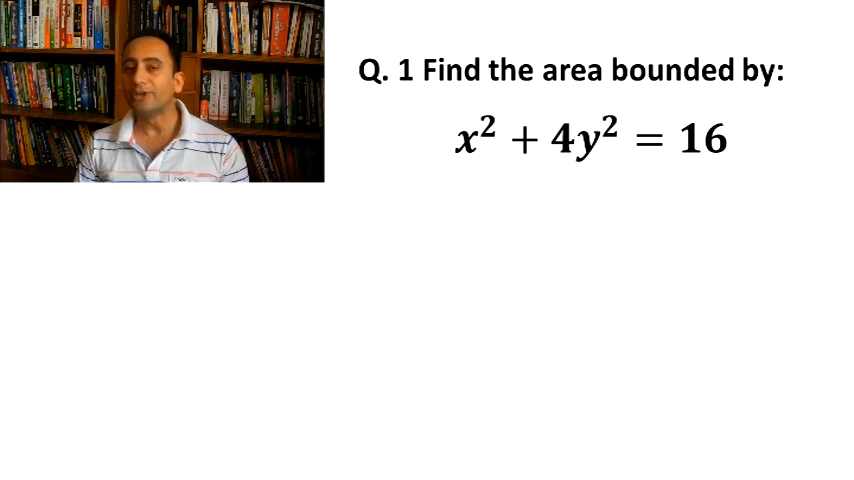 Q. 1 Find the area bounded by:
x² + 4y² = 16